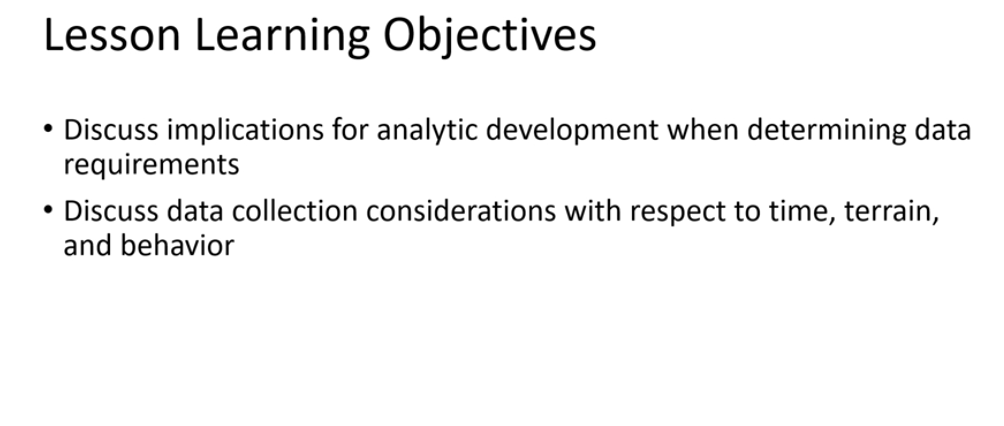 Lesson Learning Objectives
• Discuss implications for analytic development when determining data
requirements
• Discuss data collection considerations with respect to time, terrain,
and behavior